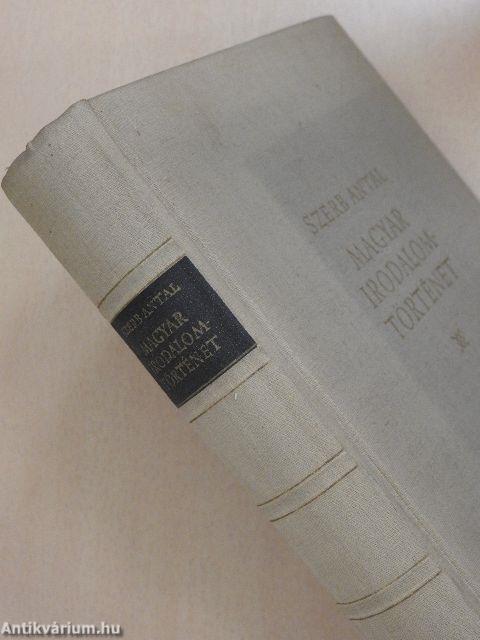 SZERB ANTAL
MAGYAR
IRODALOM-
TÖRTÉNET
SZERB ANTAL
MAGYAR
IRODALOM-
TÖRTÉNET
Antikvárium.hu